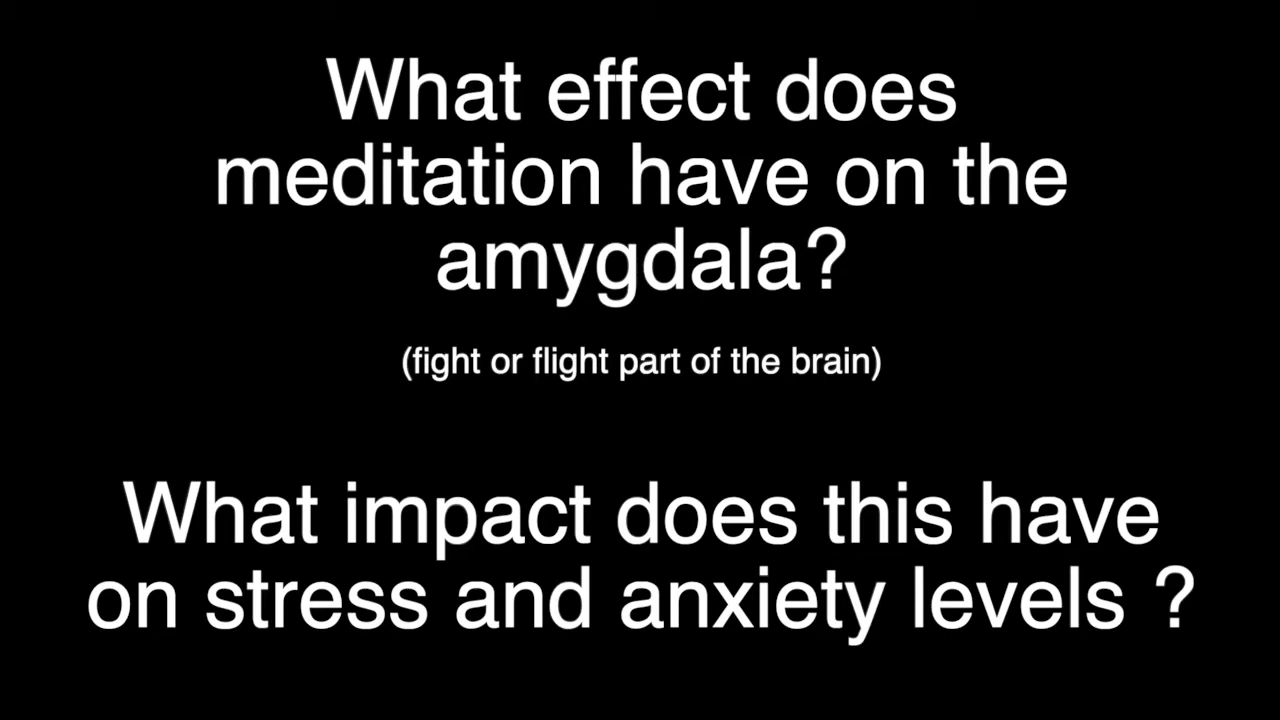 What effect does
meditation have on the
amygdala?
(fight or flight part of the brain)
What impact does this have
on stress and anxiety levels ?